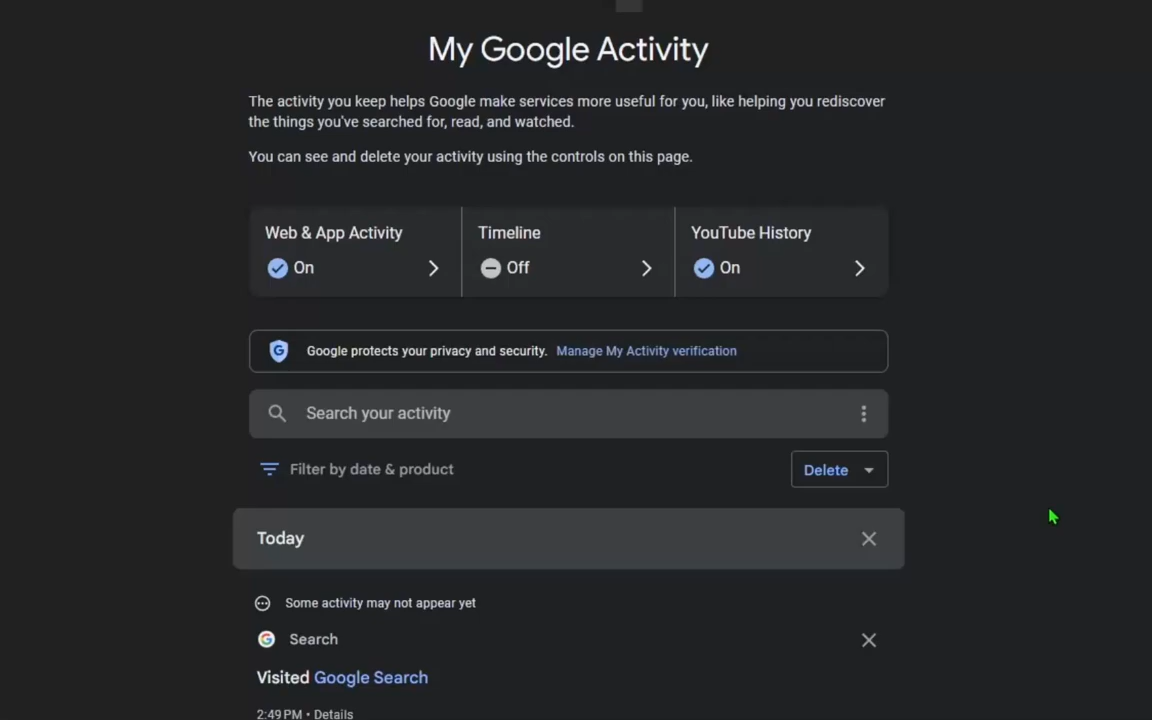 My Google Activity
The activity you keep helps Google make services more useful for you, like helping you rediscover
the things you've searched for, read, and watched.
You can see and delete your activity using the controls on this page.
Web & App Activity
On
Timeline
Off
YouTube History
On
Google protects your privacy and security. Manage My Activity verification
Search your activity
Filter by date & product
Delete
Today
Some activity may not appear yet
Search
Visited Google Search
2:49 PM • Details